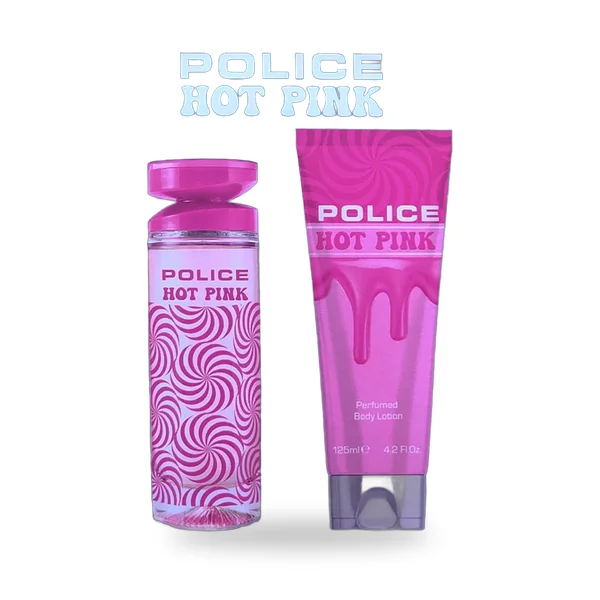 POLICE
HOT PINK
POLICE
HOT PINK
POLICE
HOT PINK
Perfumed
Body Lotion
125ml ℮ 4.2 Fl.Oz.